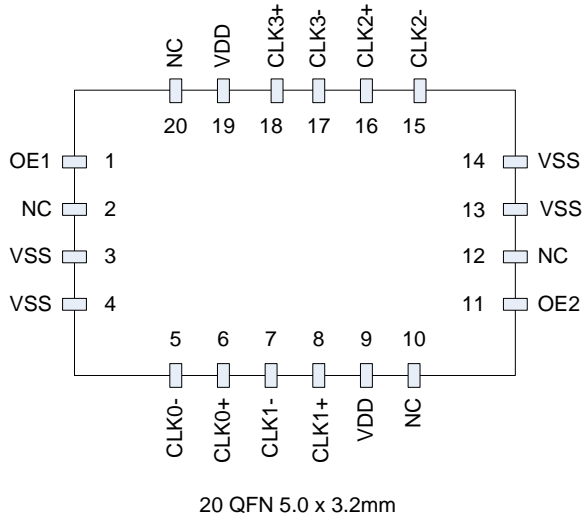 NC VDD CLK3+ CLK3- CLK2+ CLK2-
20 19 18 17 16 15
OE1 1 14 VSS
NC 2 13 VSS
VSS 3 12 NC
VSS 4 11 OE2
5 6 7 8 9 10
CLK0- CLK0+ CLK1- CLK1+ VDD NC
20 QFN 5.0 x 3.2mm